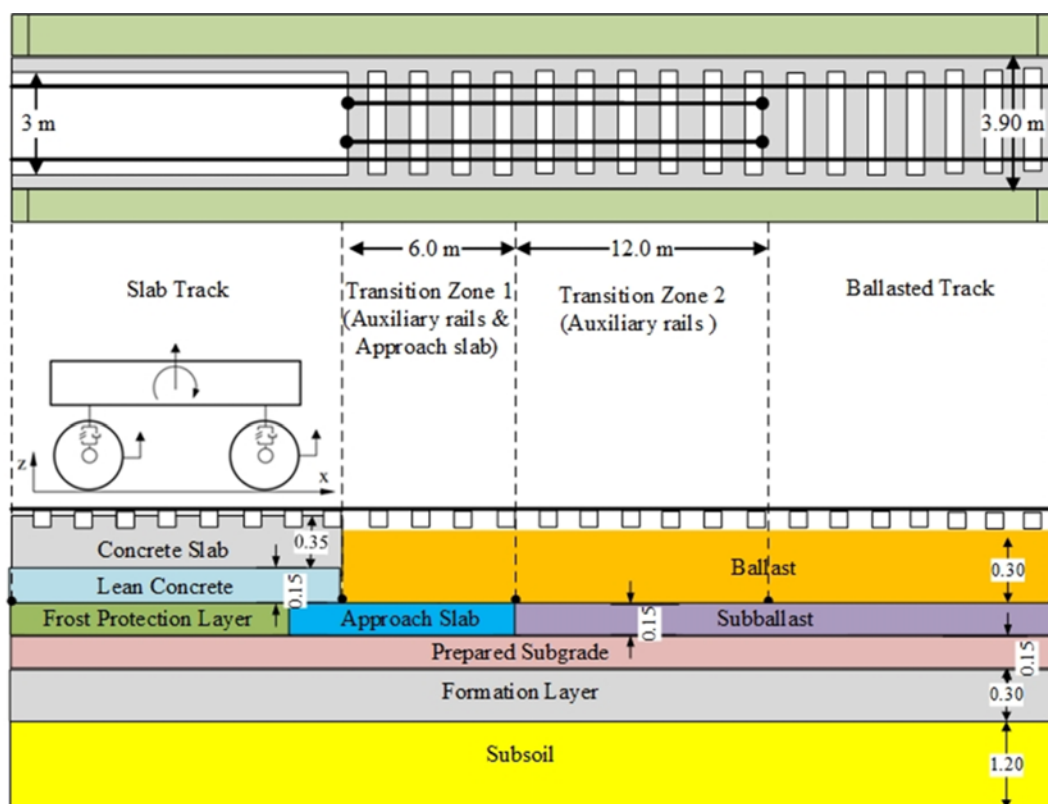 3 m
3.90 m
6.0 m
12.0 m
Slab Track
Transition Zone 1
(Auxiliary rails &
Approach slab)
Transition Zone 2
(Auxiliary rails )
Ballasted Track
z
x
Concrete Slab
0.35
Lean Concrete
0.15
Ballast
0.30
Frost Protection Layer
Approach Slab
0.15
Subballast
Prepared Subgrade
0.15
Formation Layer
0.30
Subsoil
1.20